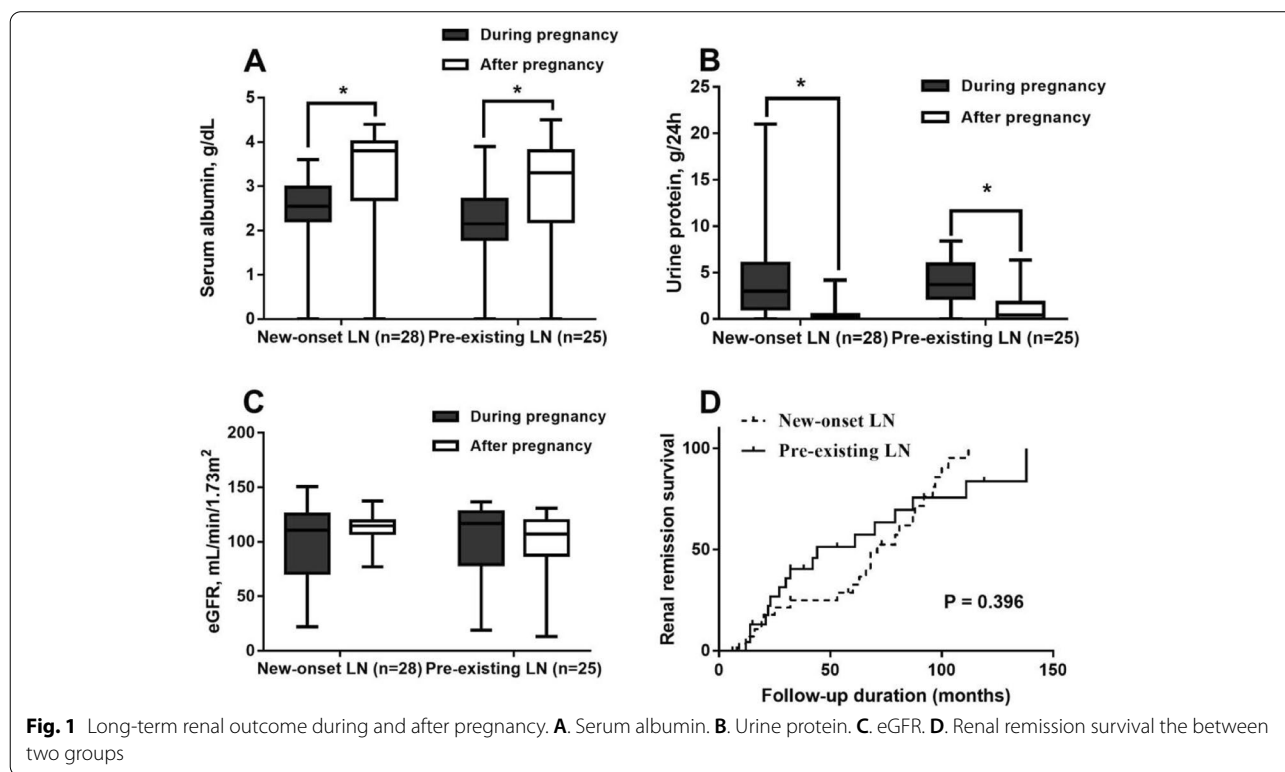 A
During pregnancy
After pregnancy
Serum albumin, g/dL
5
4
3
2
1
0
*
*
New-onset LN (n=28) Pre-existing LN (n=25)
B
During pregnancy
After pregnancy
Urine protein, g/24h
25
20
15
10
5
0
*
*
New-onset LN (n=28) Pre-existing LN (n=25)
C
During pregnancy
After pregnancy
eGFR, mL/min/1.73m²
200
150
100
50
0
New-onset LN (n=28) Pre-existing LN (n=25)
D
New-onset LN
Pre-existing LN
Renal remission survival
100
50
0
P = 0.396
0 50 100 150
Follow-up duration (months)
Fig. 1 Long-term renal outcome during and after pregnancy. A. Serum albumin. B. Urine protein. C. eGFR. D. Renal remission survival the between
two groups